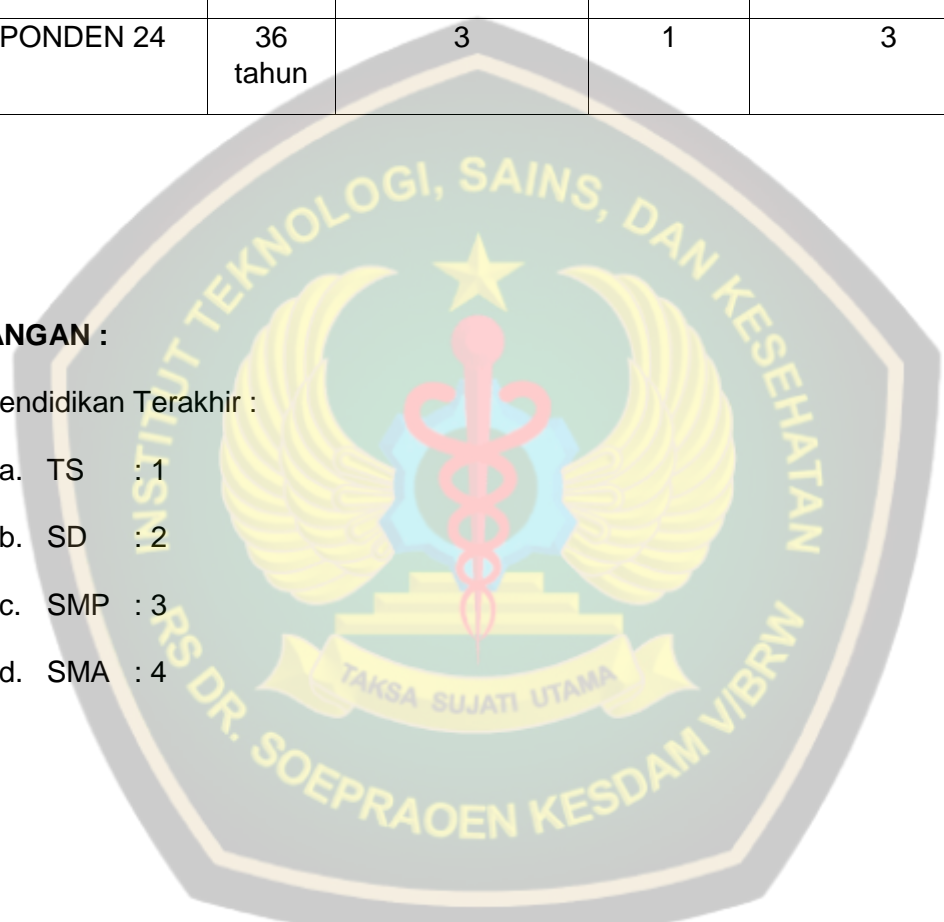 PONDEN 24 36 3 1 3
tahun
ANGAN :
endidikan Terakhir :
a. TS : 1
b. SD : 2
c. SMP : 3
d. SMA : 4
INSTITUT TEKNOLOGI, SAINS, DAN KESEHATAN
TAKSA SUJATI UTAMA
RS DR. SOEPRAOEN KESDAM V/BRW